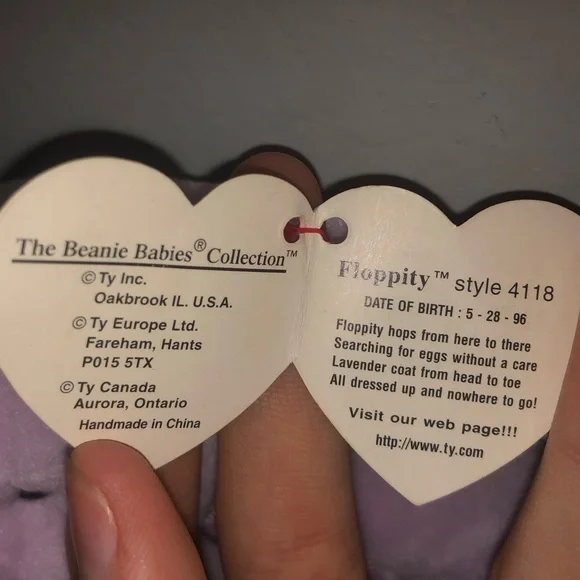 The Beanie Babies® Collection™
©Ty Inc.
Oakbrook IL. U.S.A.
©Ty Europe Ltd.
Fareham, Hants
P015 5TX
©Ty Canada
Aurora, Ontario
Handmade in China
Floppity™ style 4118
DATE OF BIRTH : 5 - 28 - 96
Floppity hops from here to there
Searching for eggs without a care
Lavender coat from head to toe
All dressed up and nowhere to go!
Visit our web page!!!
http://www.ty.com